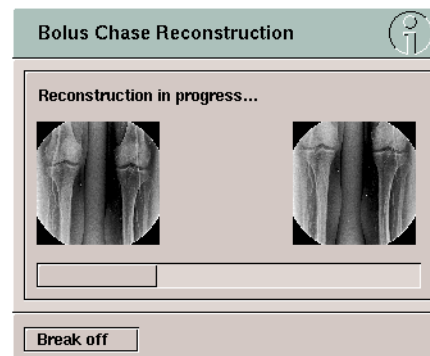 Bolus Chase Reconstruction
Reconstruction in progress...
Break off